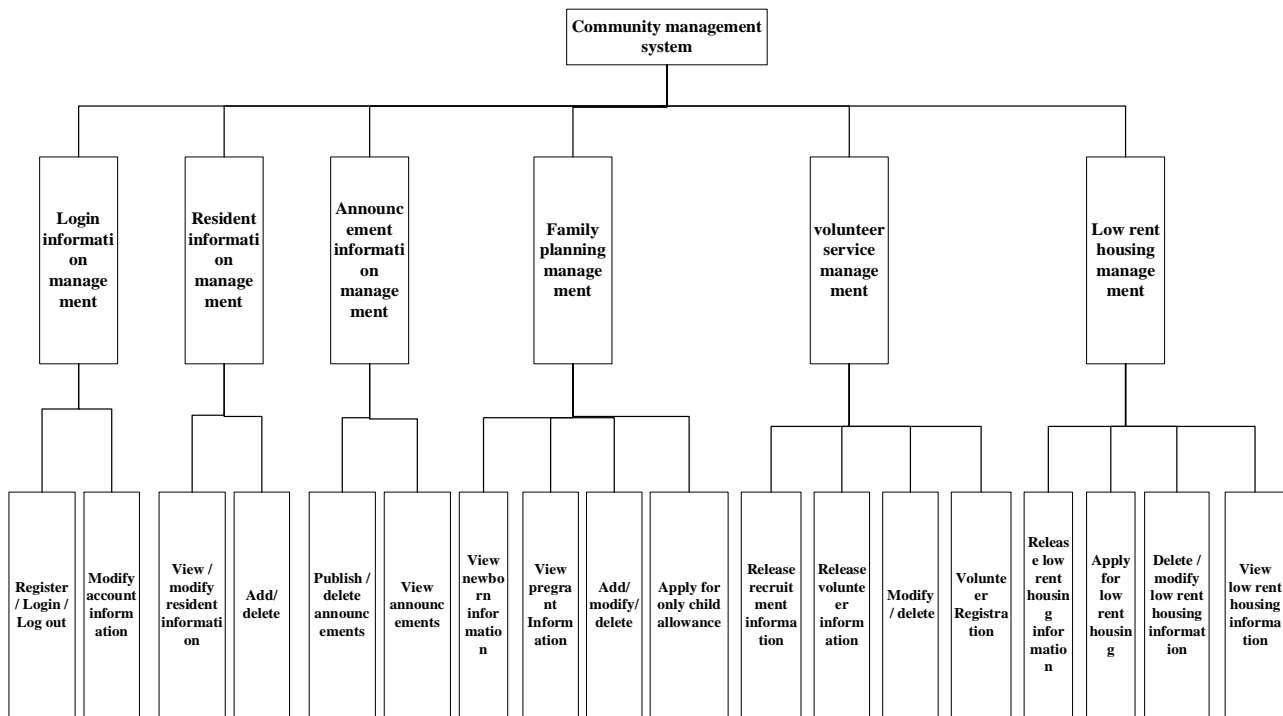 Community management
system
Login
informati
on
manage
ment
Resident
informati
on
manage
ment
Announc
ement
informati
on
manage
ment
Family
planning
manage
ment
volunteer
service
manage
ment
Low rent
housing
manage
ment
Register
/ Login /
Log out
Modify
account
inform
ation
View /
modify
resident
informati
on
Add/
delete
Publish /
delete
announc
ements
View
announc
ements
View
newbo
rn
infor
matio
n
View
pregrant
Information
Add/
modify/
delete
Apply for
only child
allowance
Release
recruit
ment
inform
ation
Release
volunte
er
inform
ation
Modify
/ delete
Volunte
er
Registra
tion
Releas
e low
rent
housin
g
infor
mation
Apply
for
low
rent
housin
g
Delete /
modify
low rent
housing
informat
ion
View
low rent
housing
informa
tion